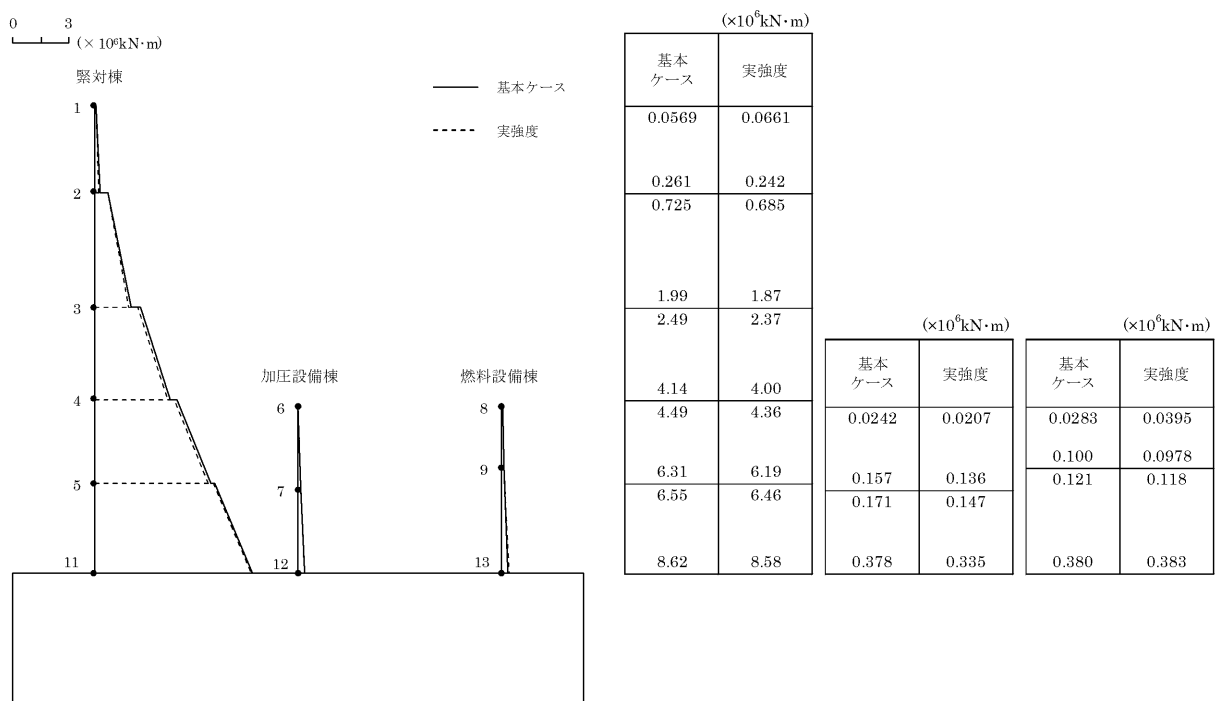 0 3
(× 10⁶kN・m)
緊対棟
基本ケース
実強度
1
2
3
4
5
11
加圧設備棟
6
7
12
燃料設備棟
8
9
13
(×10⁶kN・m)
基本
ケース 実強度
0.0569 0.0661
0.261 0.242
0.725 0.685
1.99 1.87
2.49 2.37
4.14 4.00
4.49 4.36
6.31 6.19
6.55 6.46
8.62 8.58
(×10⁶kN・m)
基本
ケース 実強度
0.0242 0.0207
0.157 0.136
0.171 0.147
0.378 0.335
(×10⁶kN・m)
基本
ケース 実強度
0.0283 0.0395
0.100 0.0978
0.121 0.118
0.380 0.383